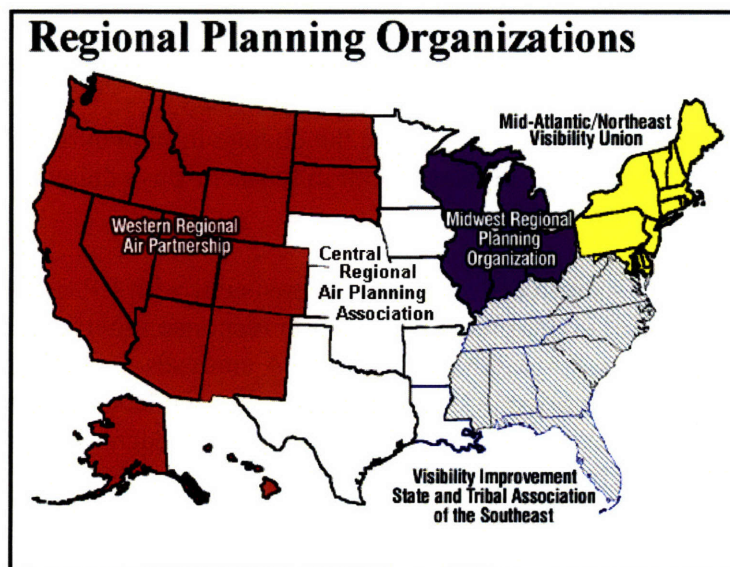 Regional Planning Organizations
Mid-Atlantic/Northeast
Visibility Union
Western Regional
Air Partnership
Midwest Regional
Planning
Organization
Central
Regional
Air Planning
Association
Visibility Improvement
State and Tribal Association
of the Southeast